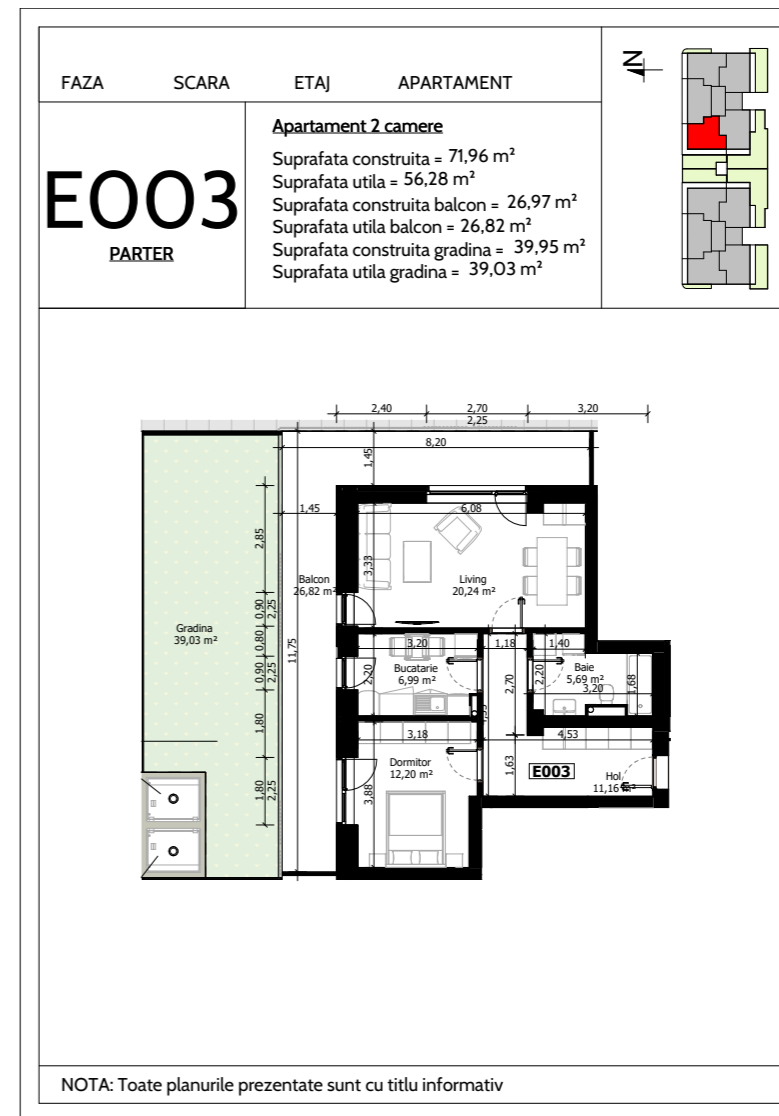 FAZA SCARA ETAJ APARTAMENT
N
E003
PARTER
Apartament 2 camere
Suprafata construita = 71,96 m²
Suprafata utila = 56,28 m²
Suprafata construita balcon = 26,97 m²
Suprafata utila balcon = 26,82 m²
Suprafata construita gradina = 39,95 m²
Suprafata utila gradina = 39,03 m²
2,40 2,70 3,20
2,25
8,20
1,45
1,45
6,08
2,85
3,33
Balcon
26,82 m²
Living
20,24 m²
0,90
2,25
Gradina
39,03 m²
0,80
11,75
3,20
1,18
1,40
Bucatarie
6,99 m²
2,20
2,20
Baie
5,69 m²
3,20
1,68
0,90
2,25
2,70
1,80
3,18
4,53
Dormitor
12,20 m²
1,63
E003
Hol
11,16 m²
1,80
2,25
3,88
NOTA: Toate planurile prezentate sunt cu titlu informativ